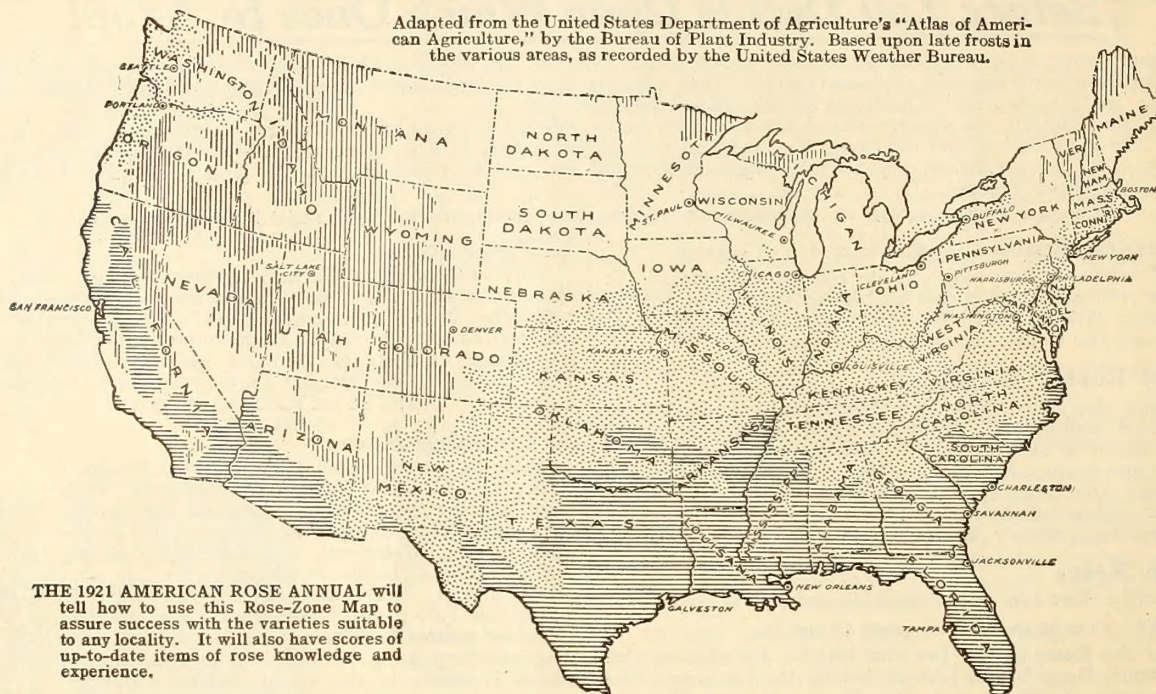 Adapted from the United States Department of Agriculture's "Atlas of Ameri-
can Agriculture," by the Bureau of Plant Industry. Based upon late frosts in
the various areas, as recorded by the United States Weather Bureau.
SEATTLE
WASHINGTON
PORTLAND
OREGON
IDAHO
MONTANA
NORTH
DAKOTA
MINNESOTA
ST. PAUL
WISCONSIN
MILWAUKEE
MICHIGAN
MAINE
VER.
NEW
HAM.
BOSTON
MASS.
CONN.
R.I.
BUFFALO
NEW YORK
NEW YORK
WYOMING
SOUTH
DAKOTA
IOWA
CHICAGO
CLEVELAND
OHIO
PENNSYLVANIA
PITTSBURGH
HARRISBURG
PHILADELPHIA
N.J.
DEL.
MARYLAND
WASHINGTON
CALIFORNIA
SAN FRANCISCO
NEVADA
SALT LAKE
CITY
UTAH
COLORADO
DENVER
NEBRASKA
KANSAS
KANSAS-CITY
MISSOURI
ST. LOUIS
ILLINOIS
INDIANA
LOUISVILLE
KENTUCKY
WEST
VIRGINIA
VIRGINIA
ARIZONA
NEW
MEXICO
OKLAHOMA
ARKANSAS
TENNESSEE
NORTH
CAROLINA
SOUTH
CAROLINA
CHARLESTON
TEXAS
LOUISANA
MISSISSIPPI
ALABAMA
GEORGIA
SAVANNAH
JACKSONVILLE
FLORIDA
NEW ORLEANS
GALVESTON
TAMPA
THE 1921 AMERICAN ROSE ANNUAL will
tell how to use this Rose-Zone Map to
assure success with the varieties suitable
to any locality. It will also have scores of
up-to-date items of rose knowledge and
experience.